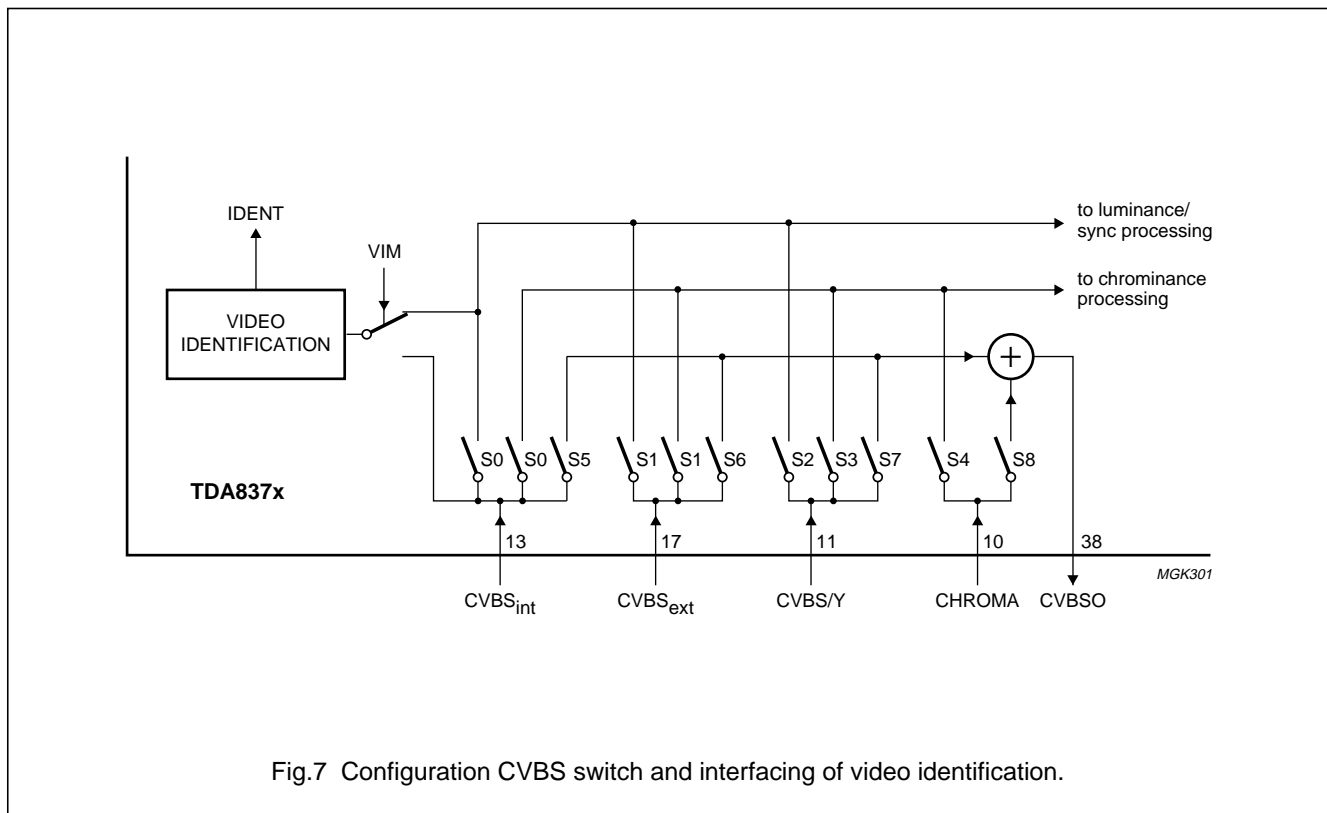 IDENT
VIM
to luminance/
sync processing
to chrominance
processing
VIDEO
IDENTIFICATION
+
S0 S0 S5 S1 S1 S6 S2 S3 S7 S4 S8
TDA837x
13 17 11 10 38
MGK301
CVBSint CVBSext CVBS/Y CHROMA CVBSO
Fig.7 Configuration CVBS switch and interfacing of video identification.